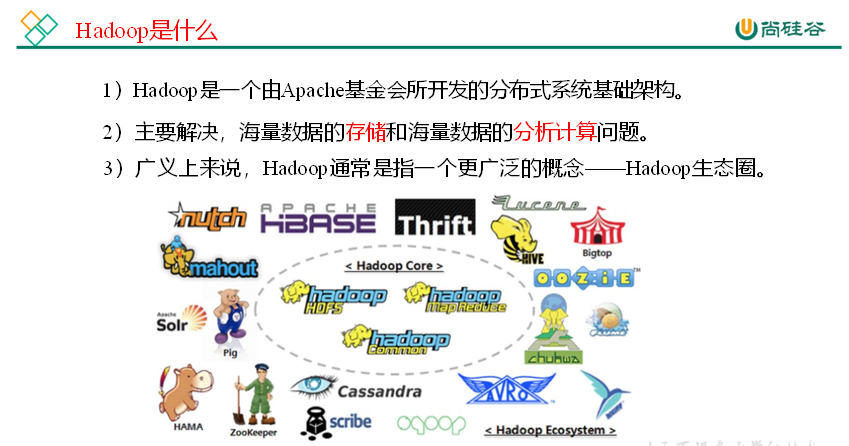 Hadoop是什么
尚硅谷
1）Hadoop是一个由Apache基金会所开发的分布式系统基础架构。
2）主要解决，海量数据的存储和海量数据的分析计算问题。
3）广义上来说，Hadoop通常是指一个更广泛的概念——Hadoop生态圈。
nutch
APACHE
HBASE
Thrift
Lucene
HIVE
Bigtop
mahout
< Hadoop Core >
OOZIE™
hadoop
HDFS
hadoop
Map Reduce
Apache
Solr
Pig
hadoop
Common
chukwa
HAMA
ZooKeeper
Cassandra
AVRO
scribe
sqoop
< Hadoop Ecosystem >